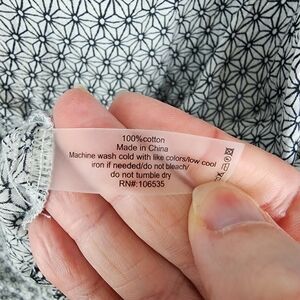 100%cotton
Made in China
Machine wash cold with like colors/low cool
iron if needed/do not bleach/
do not tumble dry
RN#:106535